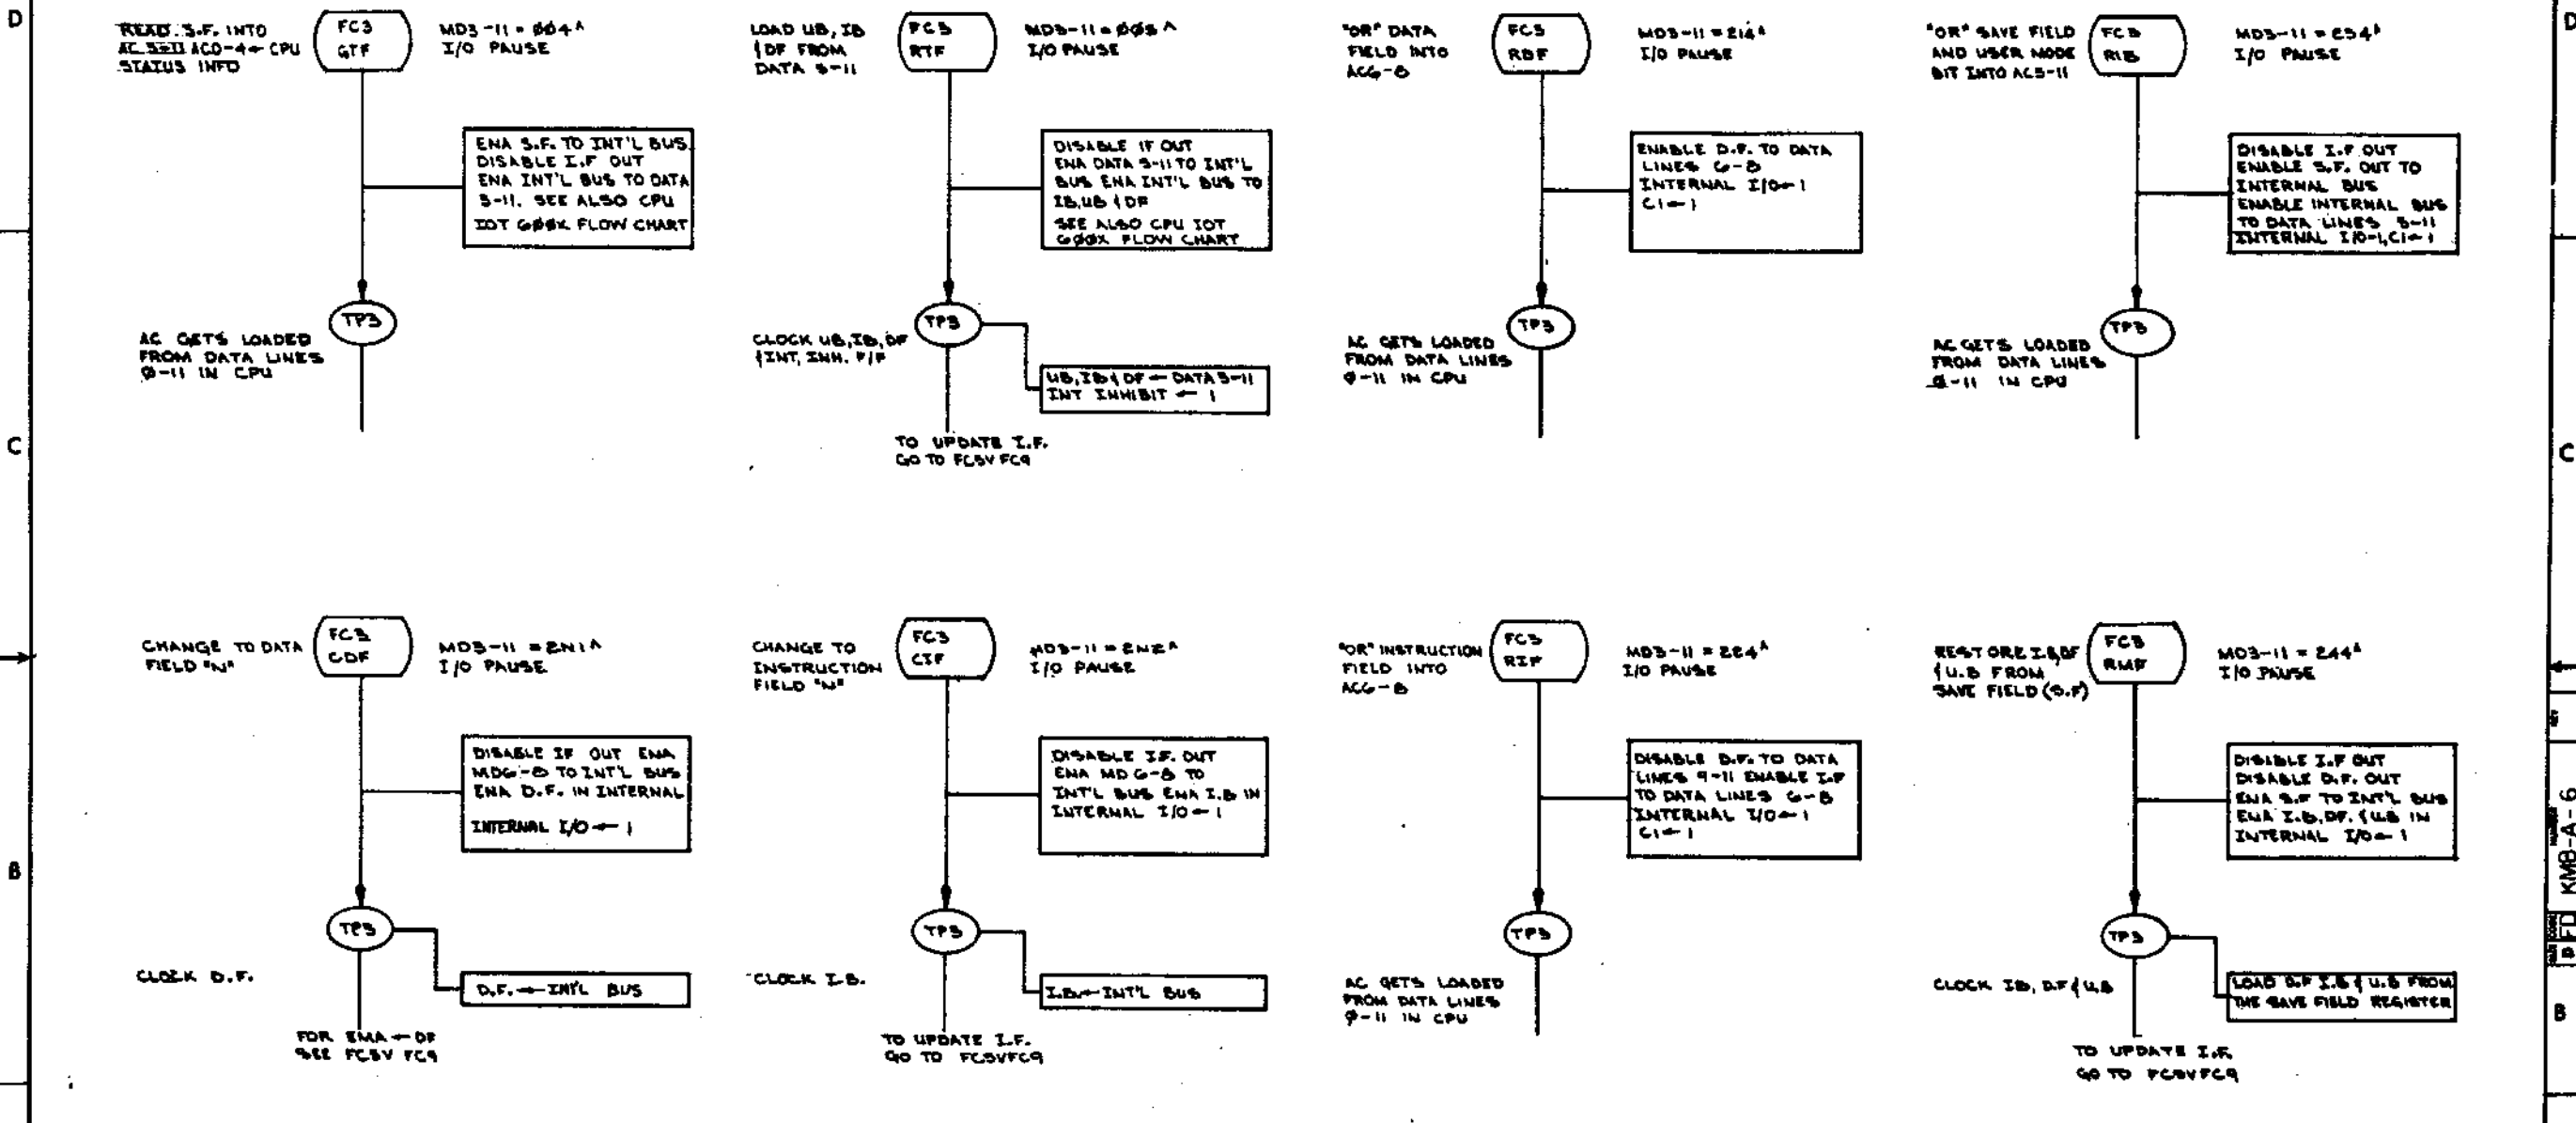 D
READ S.F. INTO
AC 5-11 AC0-4← CPU
STATUS INFO
FC3
GTF
MD3-11 = ØØ4 ^
I/O PAUSE
ENA S.F. TO INT'L BUS
DISABLE I.F OUT
ENA INT'L BUS TO DATA
5-11. SEE ALSO CPU
IOT 6ØØX FLOW CHART
TP3
AC GETS LOADED
FROM DATA LINES
Ø-11 IN CPU
LOAD UB, IB
& DF FROM
DATA 5-11
FC3
RTF
MD3-11 = ØØ5 ^
I/O PAUSE
DISABLE IF OUT
ENA DATA 5-11 TO INT'L
BUS ENA INT'L BUS TO
IB, UB & DF
SEE ALSO CPU IOT
6ØØX FLOW CHART
TP3
CLOCK UB, IB, DF
& INT. INH. F/F
UB, IB & DF ← DATA 5-11
INT INHIBIT ← 1
TO UPDATE I.F.
GO TO FC5V FC9
"OR" DATA
FIELD INTO
AC6-8
FC3
RDF
MD3-11 = 214 ^
I/O PAUSE
ENABLE D.F. TO DATA
LINES 6-8
INTERNAL I/O←1
C1←1
TP3
AC GETS LOADED
FROM DATA LINES
Ø-11 IN CPU
"OR" SAVE FIELD
AND USER MODE
BIT INTO AC5-11
FC3
RIB
MD3-11 = 234 ^
I/O PAUSE
DISABLE I.F OUT
ENABLE S.F. OUT TO
INTERNAL BUS
ENABLE INTERNAL BUS
TO DATA LINES 5-11
INTERNAL I/O-1, C1←1
TP3
AC GETS LOADED
FROM DATA LINES
Ø-11 IN CPU
D
C
C
CHANGE TO DATA
FIELD "N"
FC3
CDF
MD3-11 = 2N1 ^
I/O PAUSE
DISABLE IF OUT ENA
MD6-8 TO INT'L BUS
ENA D.F. IN INTERNAL
INTERNAL I/O ← 1
TP3
CLOCK D.F.
D.F. ← INT'L BUS
FOR EMA ← DF
SEE FC5V FC9
CHANGE TO
INSTRUCTION
FIELD "N"
FC3
CIF
MD3-11 = 2N2 ^
I/O PAUSE
DISABLE I.F. OUT
ENA MD 6-8 TO
INT'L BUS ENA I.B IN
INTERNAL I/O ← 1
TP3
CLOCK I.B.
I.B. ← INT'L BUS
TO UPDATE I.F.
GO TO FC5VFC9
"OR" INSTRUCTION
FIELD INTO
AC6-8
FC3
RIF
MD3-11 = 224 ^
I/O PAUSE
DISABLE D.F. TO DATA
LINES 9-11 ENABLE I.F
TO DATA LINES 6-8
INTERNAL I/O←1
C1←1
TP3
AC GETS LOADED
FROM DATA LINES
Ø-11 IN CPU
RESTORE I.B, DF
& U.B FROM
SAVE FIELD (S.F)
FC3
RMF
MD3-11 = 244 ^
I/O PAUSE
DISABLE I.F OUT
DISABLE D.F. OUT
ENA S.F TO INT'L BUS
ENA I.B, DF. & U.B IN
INTERNAL I/O← 1
TP3
CLOCK IB, D.F & U.B
LOAD D.F I.B & U.B FROM
THE SAVE FIELD REGISTER
TO UPDATE I.F.
GO TO FC5VFC9
B
REV
NUMBER
KM8-A-6
CODE
FD
SIZE
D
B